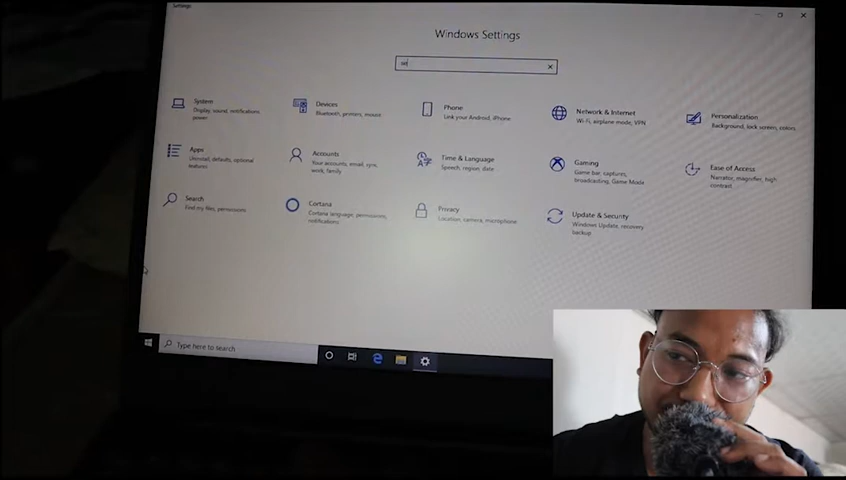 Settings
Windows Settings
se
System
Display, sound, notifications,
power
Devices
Bluetooth, printers, mouse
Phone
Link your Android, iPhone
Network & Internet
Wi-Fi, airplane mode, VPN
Personalization
Background, lock screen, colors
Apps
Uninstall, defaults, optional
features
Accounts
Your accounts, email, sync,
work, family
Time & Language
Speech, region, date
Gaming
Game bar, captures,
broadcasting, Game Mode
Ease of Access
Narrator, magnifier, high
contrast
Search
Find my files, permissions
Cortana
Cortana language, permissions,
notifications
Privacy
Location, camera, microphone
Update & Security
Windows Update, recovery
backup
Type here to search